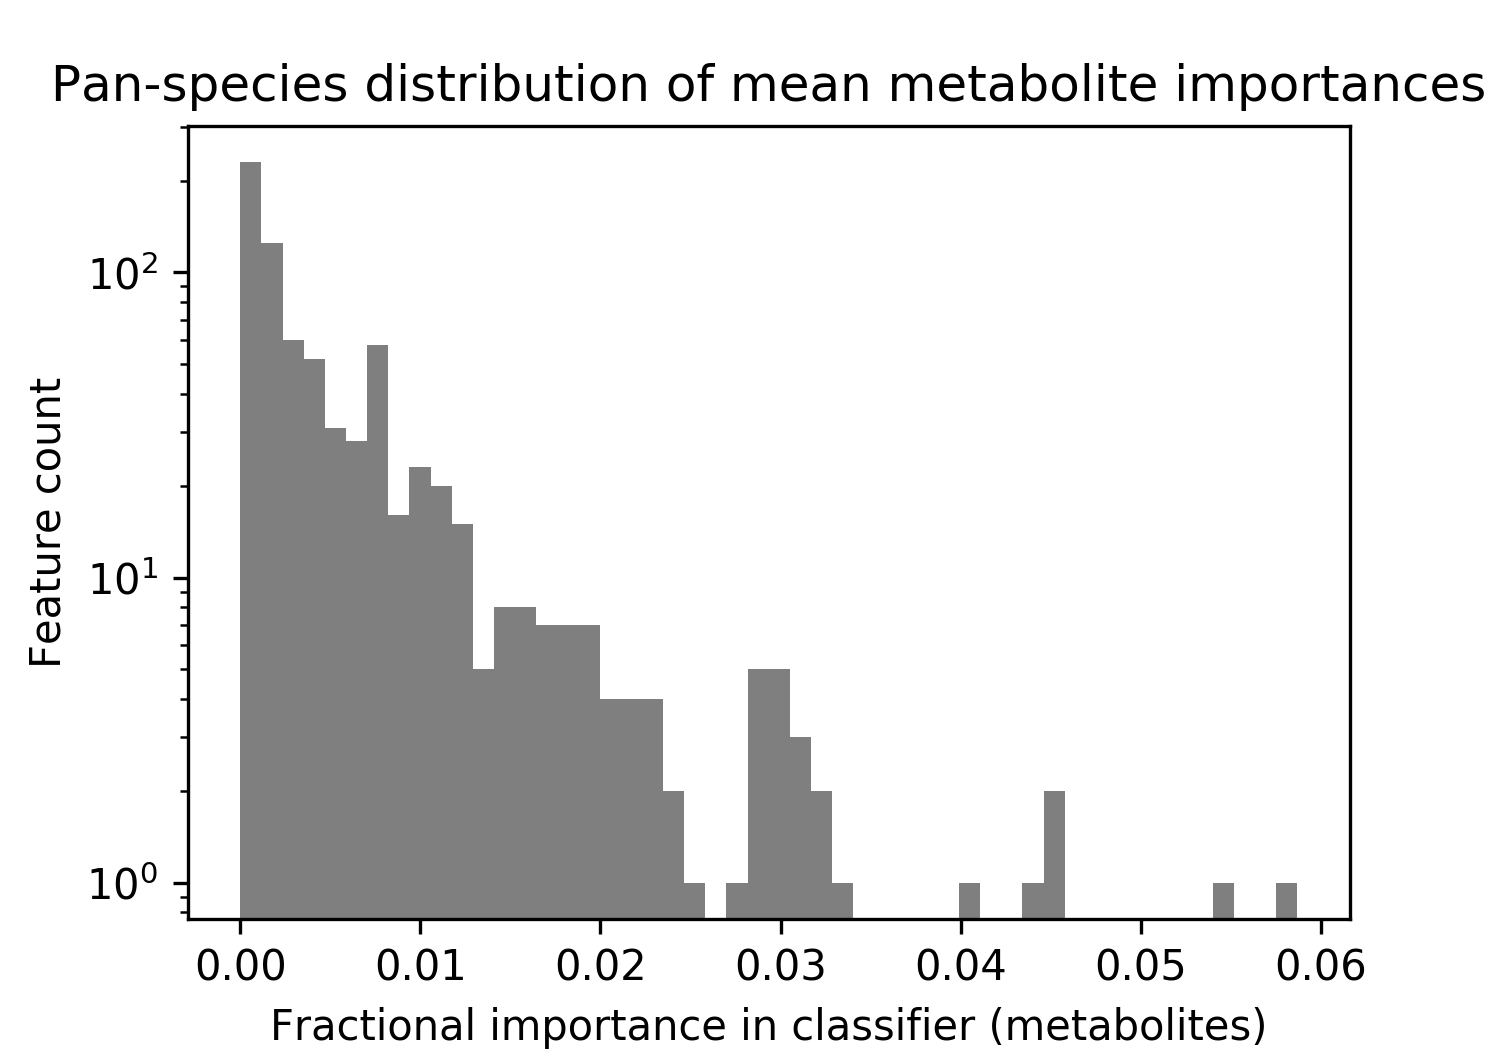 Pan-species distribution of mean metabolite importances
Feature count
10²
10¹
10⁰
0.00 0.01 0.02 0.03 0.04 0.05 0.06
Fractional importance in classifier (metabolites)